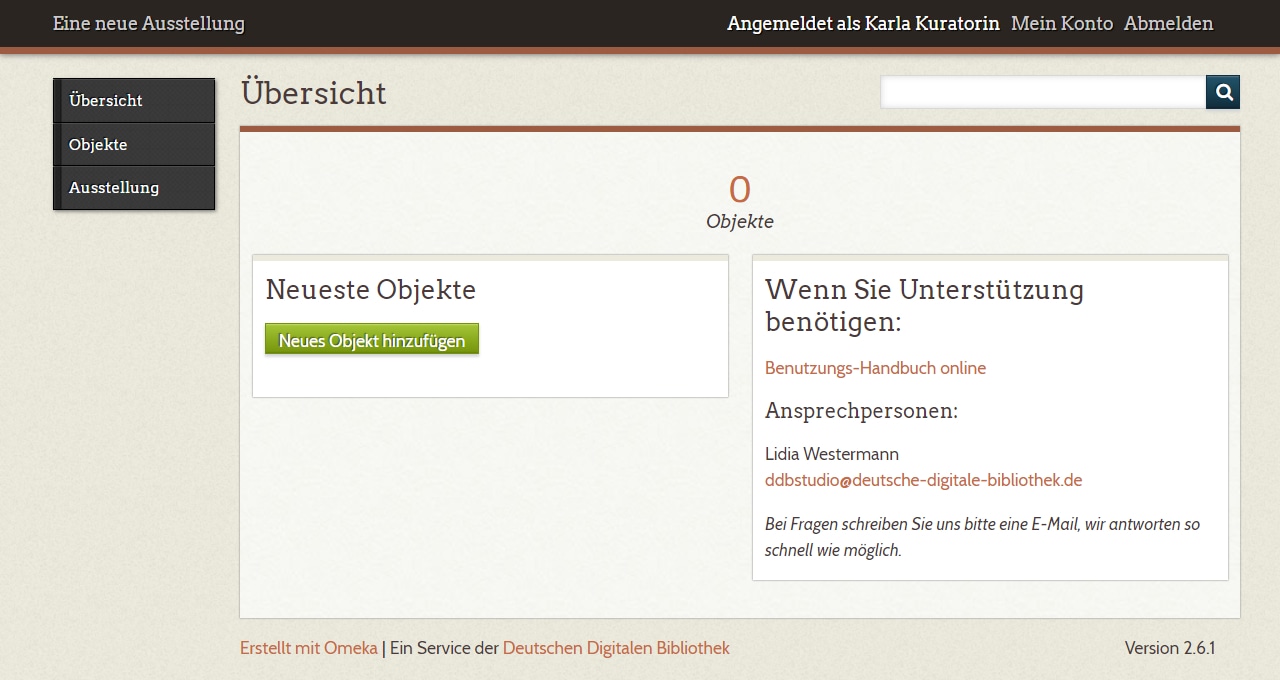 Eine neue Ausstellung
Angemeldet als Karla Kuratorin Mein Konto Abmelden
Übersicht
Objekte
Ausstellung
Übersicht
0
Objekte
Neueste Objekte
Neues Objekt hinzufügen
Wenn Sie Unterstützung
benötigen:
Benutzungs-Handbuch online
Ansprechpersonen:
Lidia Westermann
ddbstudio@deutsche-digitale-bibliothek.de
Bei Fragen schreiben Sie uns bitte eine E-Mail, wir antworten so
schnell wie möglich.
Erstellt mit Omeka | Ein Service der Deutschen Digitalen Bibliothek
Version 2.6.1